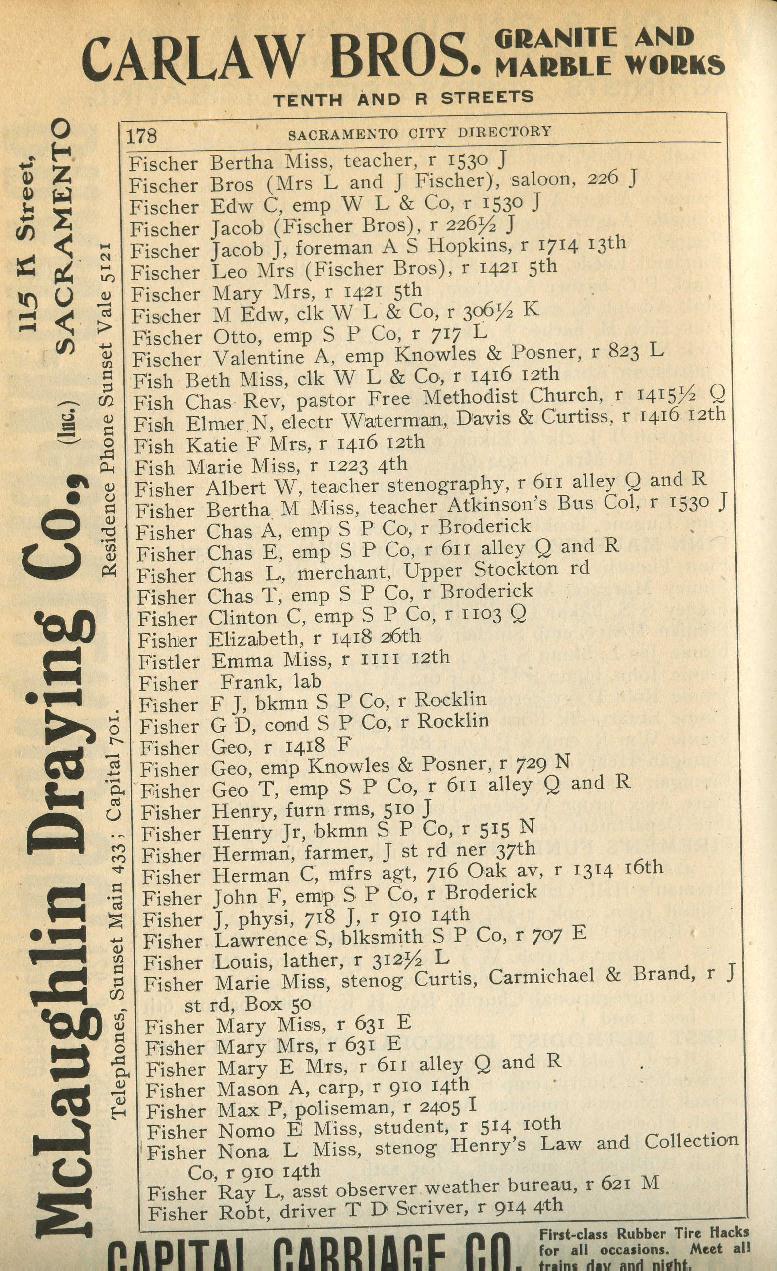 CARLAW BROS. GRANITE AND
MARBLE WORKS
TENTH AND R STREETS
178 SACRAMENTO CITY DIRECTORY
Fischer Bertha Miss, teacher, r 1530 J
Fischer Bros (Mrs L and J Fischer), saloon, 226 J
Fischer Edw C, emp W L & Co, r 1530 J
Fischer Jacob (Fischer Bros), r 226½ J
Fischer Jacob J, foreman A S Hopkins, r 1714 13th
Fischer Leo Mrs (Fischer Bros), r 1421 5th
Fischer Mary Mrs, r 1421 5th
Fischer M Edw, clk W L & Co, r 306½ K
Fischer Otto, emp S P Co, r 717 L
Fischer Valentine A, emp Knowles & Posner, r 823 L
Fish Beth Miss, clk W L & Co, r 1416 12th
Fish Chas Rev, pastor Free Methodist Church, r 1415½ Q
Fish Elmer N, electr Waterman, Davis & Curtiss, r 1416 12th
Fish Katie F Mrs, r 1416 12th
Fish Marie Miss, r 1223 4th
Fisher Albert W, teacher stenography, r 611 alley Q and R
Fisher Bertha M Miss, teacher Atkinson's Bus Col, r 1530 J
Fisher Chas A, emp S P Co, r Broderick
Fisher Chas E, emp S P Co, r 611 alley Q and R
Fisher Chas L, merchant, Upper Stockton rd
Fisher Chas T, emp S P Co, r Broderick
Fisher Clinton C, emp S P Co, r 1103 Q
Fisher Elizabeth, r 1418 26th
Fistler Emma Miss, r 1111 12th
Fisher Frank, lab
Fisher F J, bkmn S P Co, r Rocklin
Fisher G D, cond S P Co, r Rocklin
Fisher Geo, r 1418 F
Fisher Geo, emp Knowles & Posner, r 729 N
Fisher Geo T, emp S P Co, r 611 alley Q and R
Fisher Henry, furn rms, 510 J
Fisher Henry Jr, bkmn S P Co, r 515 N
Fisher Herman, farmer, J st rd ner 37th
Fisher Herman C, mfrs agt, 716 Oak av, r 1314 16th
Fisher John F, emp S P Co, r Broderick
Fisher J, physi, 718 J, r 910 14th
Fisher Lawrence S, blksmith S P Co, r 707 E
Fisher Louis, lather, r 312½ L
Fisher Marie Miss, stenog Curtis, Carmichael & Brand, r J
st rd, Box 50
Fisher Mary Miss, r 631 E
Fisher Mary Mrs, r 631 E
Fisher Mary E Mrs, r 611 alley Q and R
Fisher Mason A, carp, r 910 14th
Fisher Max P, poliseman, r 2405 I
Fisher Nomo E Miss, student, r 514 10th
Fisher Nona L Miss, stenog Henry's Law and Collection
Co, r 910 14th
Fisher Ray L, asst observer weather bureau, r 621 M
Fisher Robt, driver T D Scriver, r 914 4th
McLaughlin Draying Co., (Inc.)
115 K Street,
SACRAMENTO
Telephones, Sunset Main 433; Capital 701. Residence Phone Sunset Vale 5121
CAPITAL CARRIAGE CO.
First-class Rubber Tire Hacks
for all occasions. Meet all
trains day and night.